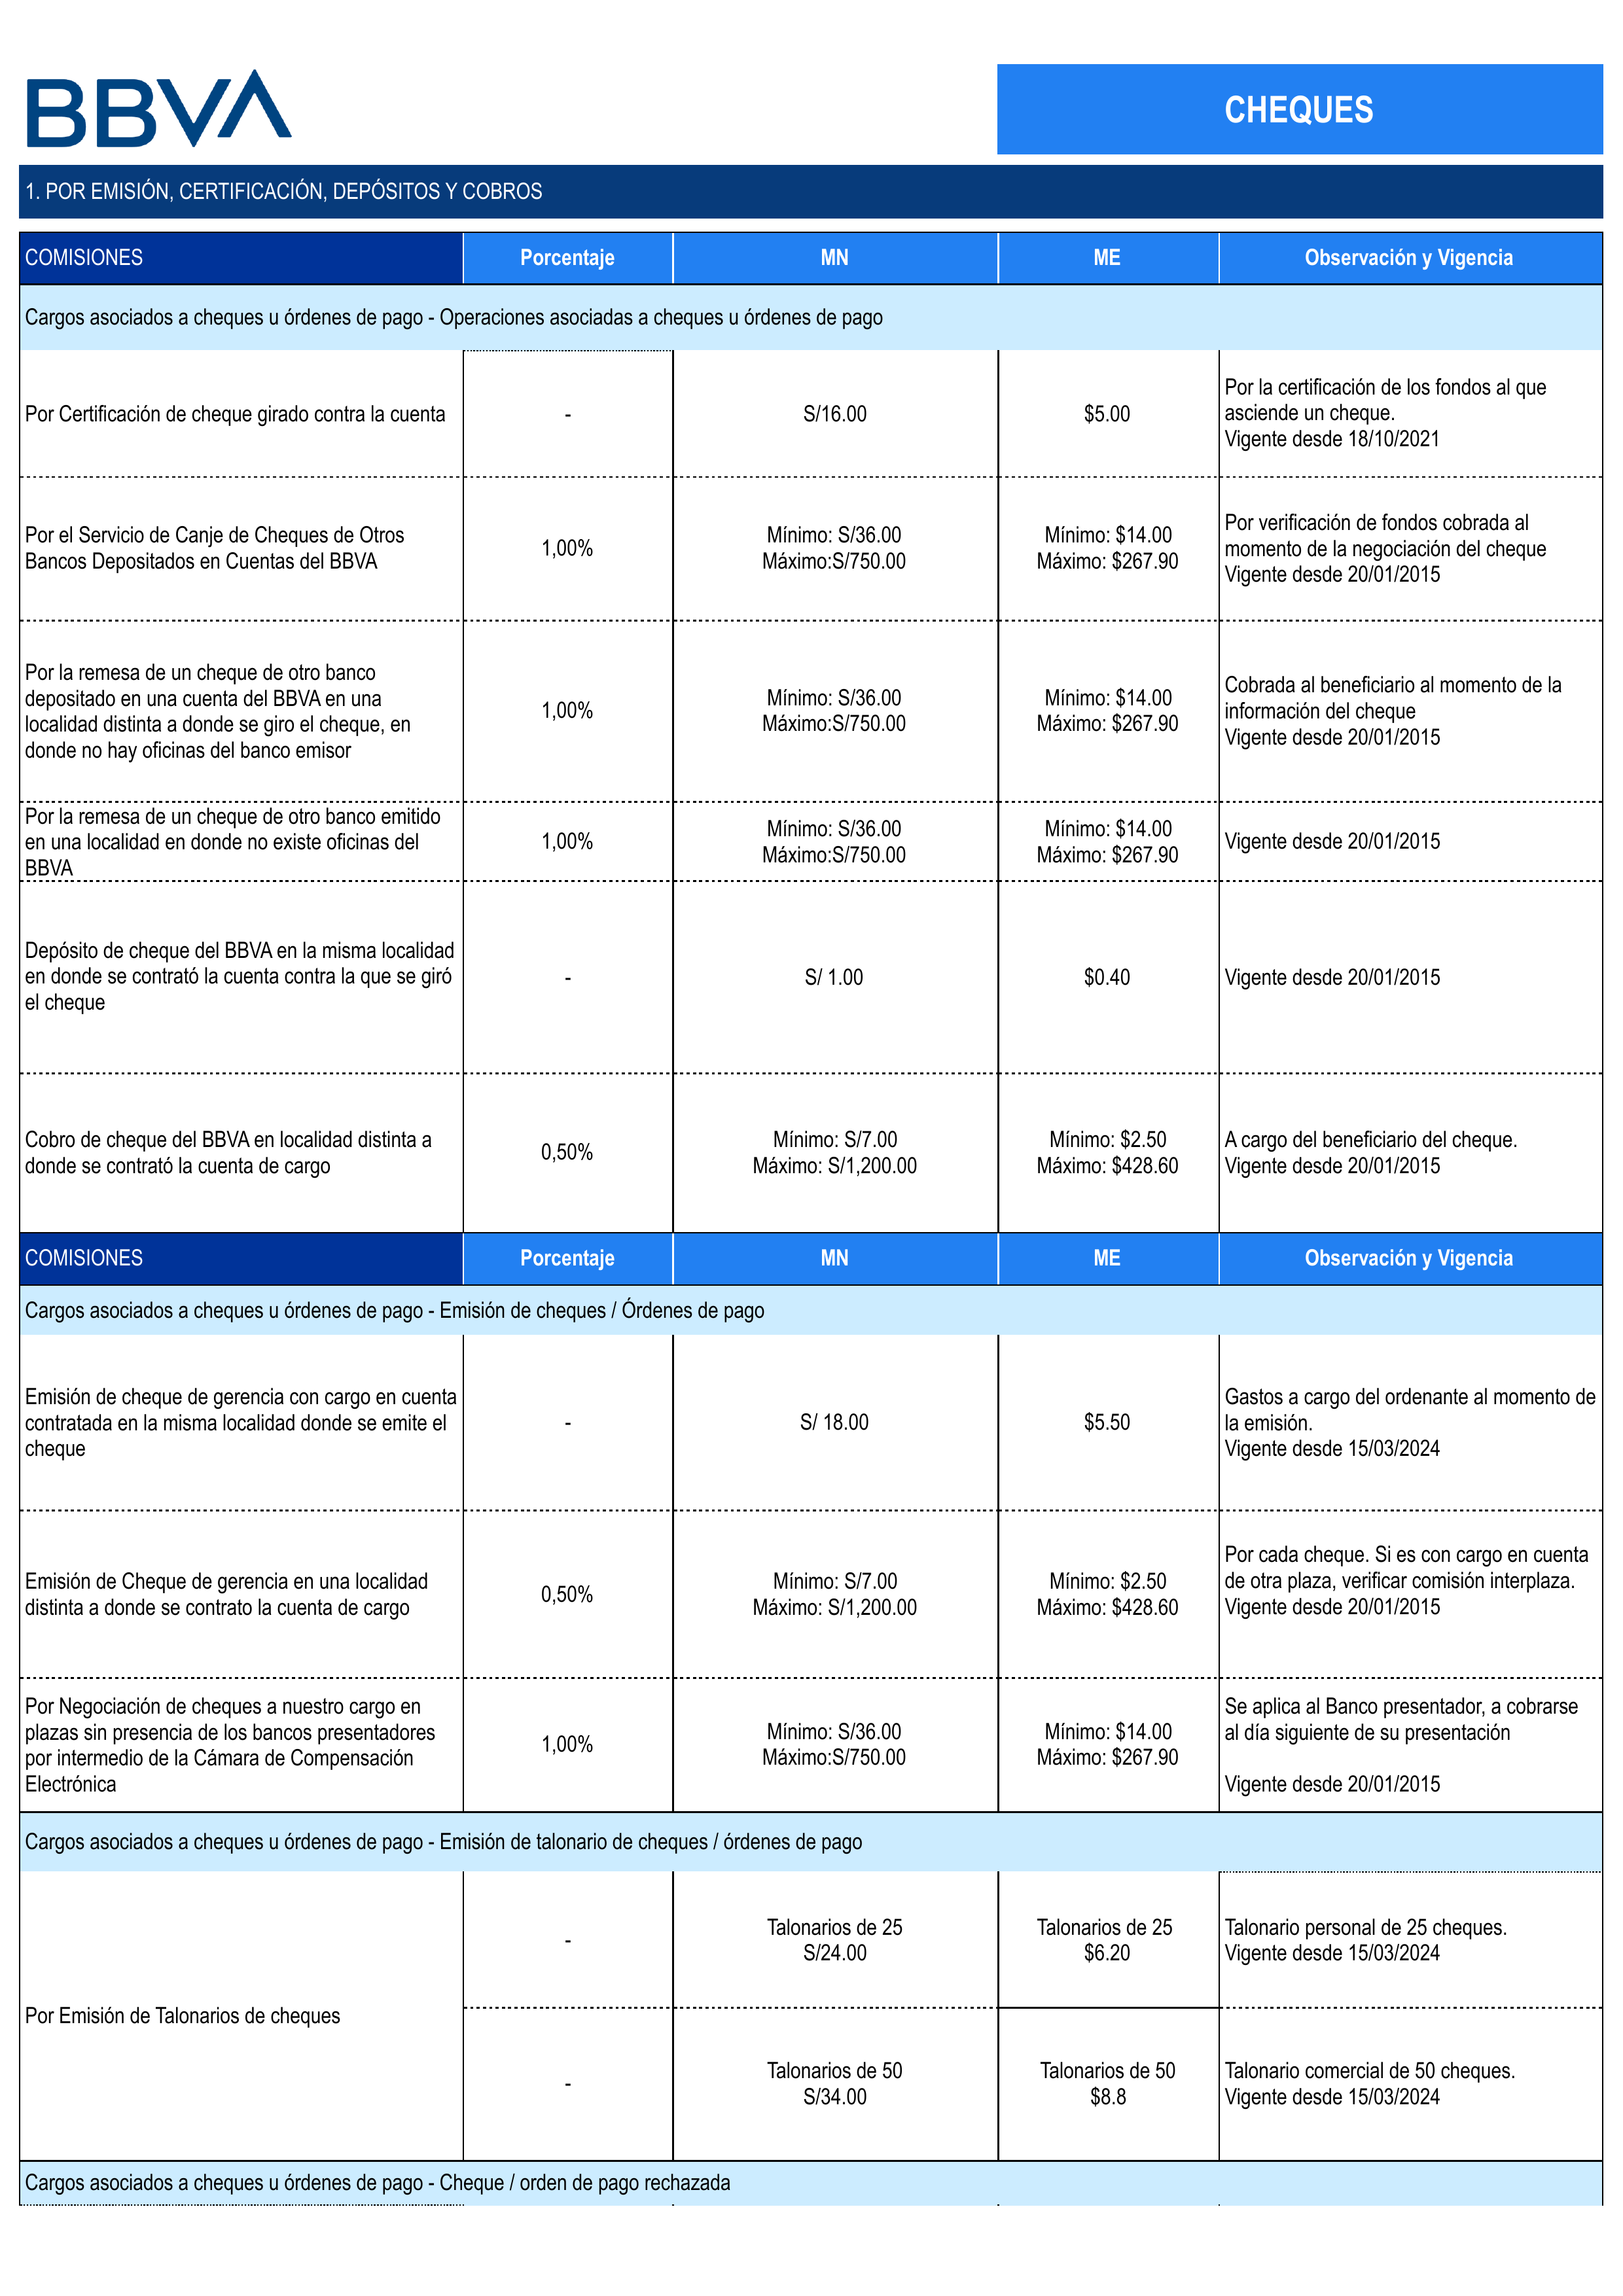 BBVA
CHEQUES
1. POR EMISIÓN, CERTIFICACIÓN, DEPÓSITOS Y COBROS
COMISIONES Porcentaje MN ME Observación y Vigencia
Cargos asociados a cheques u órdenes de pago - Operaciones asociadas a cheques u órdenes de pago
Por Certificación de cheque girado contra la cuenta
-
S/16.00
$5.00
Por la certificación de los fondos al que
asciende un cheque.
Vigente desde 18/10/2021
Por el Servicio de Canje de Cheques de Otros
Bancos Depositados en Cuentas del BBVA
1,00%
Mínimo: S/36.00
Máximo:S/750.00
Mínimo: $14.00
Máximo: $267.90
Por verificación de fondos cobrada al
momento de la negociación del cheque
Vigente desde 20/01/2015
Por la remesa de un cheque de otro banco
depositado en una cuenta del BBVA en una
localidad distinta a donde se giro el cheque, en
donde no hay oficinas del banco emisor
1,00%
Mínimo: S/36.00
Máximo:S/750.00
Mínimo: $14.00
Máximo: $267.90
Cobrada al beneficiario al momento de la
información del cheque
Vigente desde 20/01/2015
Por la remesa de un cheque de otro banco emitido
en una localidad en donde no existe oficinas del
BBVA
1,00%
Mínimo: S/36.00
Máximo:S/750.00
Mínimo: $14.00
Máximo: $267.90
Vigente desde 20/01/2015
Depósito de cheque del BBVA en la misma localidad
en donde se contrató la cuenta contra la que se giró
el cheque
-
S/ 1.00
$0.40
Vigente desde 20/01/2015
Cobro de cheque del BBVA en localidad distinta a
donde se contrató la cuenta de cargo
0,50%
Mínimo: S/7.00
Máximo: S/1,200.00
Mínimo: $2.50
Máximo: $428.60
A cargo del beneficiario del cheque.
Vigente desde 20/01/2015
COMISIONES Porcentaje MN ME Observación y Vigencia
Cargos asociados a cheques u órdenes de pago - Emisión de cheques / Órdenes de pago
Emisión de cheque de gerencia con cargo en cuenta
contratada en la misma localidad donde se emite el
cheque
-
S/ 18.00
$5.50
Gastos a cargo del ordenante al momento de
la emisión.
Vigente desde 15/03/2024
Emisión de Cheque de gerencia en una localidad
distinta a donde se contrato la cuenta de cargo
0,50%
Mínimo: S/7.00
Máximo: S/1,200.00
Mínimo: $2.50
Máximo: $428.60
Por cada cheque. Si es con cargo en cuenta
de otra plaza, verificar comisión interplaza.
Vigente desde 20/01/2015
Por Negociación de cheques a nuestro cargo en
plazas sin presencia de los bancos presentadores
por intermedio de la Cámara de Compensación
Electrónica
1,00%
Mínimo: S/36.00
Máximo:S/750.00
Mínimo: $14.00
Máximo: $267.90
Se aplica al Banco presentador, a cobrarse
al día siguiente de su presentación
Vigente desde 20/01/2015
Cargos asociados a cheques u órdenes de pago - Emisión de talonario de cheques / órdenes de pago
Por Emisión de Talonarios de cheques
-
Talonarios de 25
S/24.00
Talonarios de 25
$6.20
Talonario personal de 25 cheques.
Vigente desde 15/03/2024
-
Talonarios de 50
S/34.00
Talonarios de 50
$8.8
Talonario comercial de 50 cheques.
Vigente desde 15/03/2024
Cargos asociados a cheques u órdenes de pago - Cheque / orden de pago rechazada